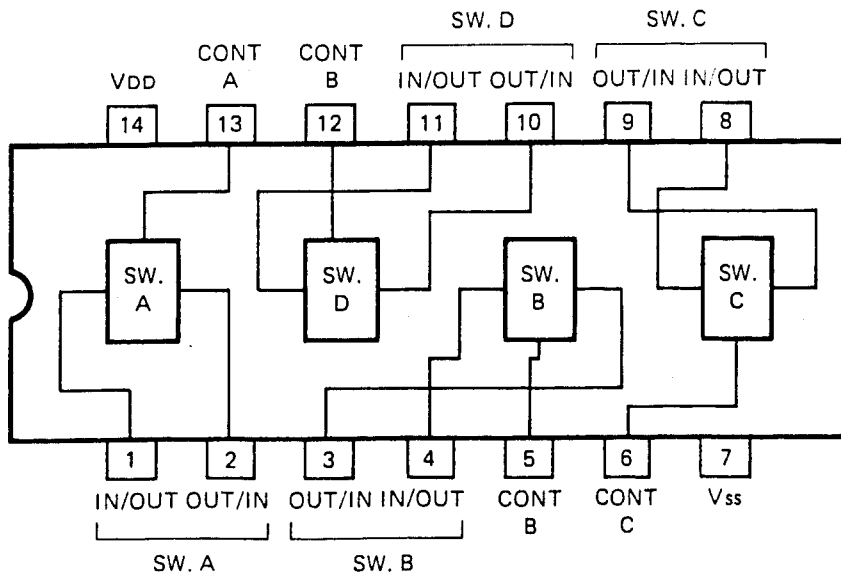 SW. D SW. C
CONT CONT
VDD A B IN/OUT OUT/IN OUT/IN IN/OUT
14 13 12 11 10 9 8
SW. SW. SW. SW.
A D B C
1 2 3 4 5 6 7
IN/OUT OUT/IN OUT/IN IN/OUT CONT CONT Vss
B C
SW. A SW. B